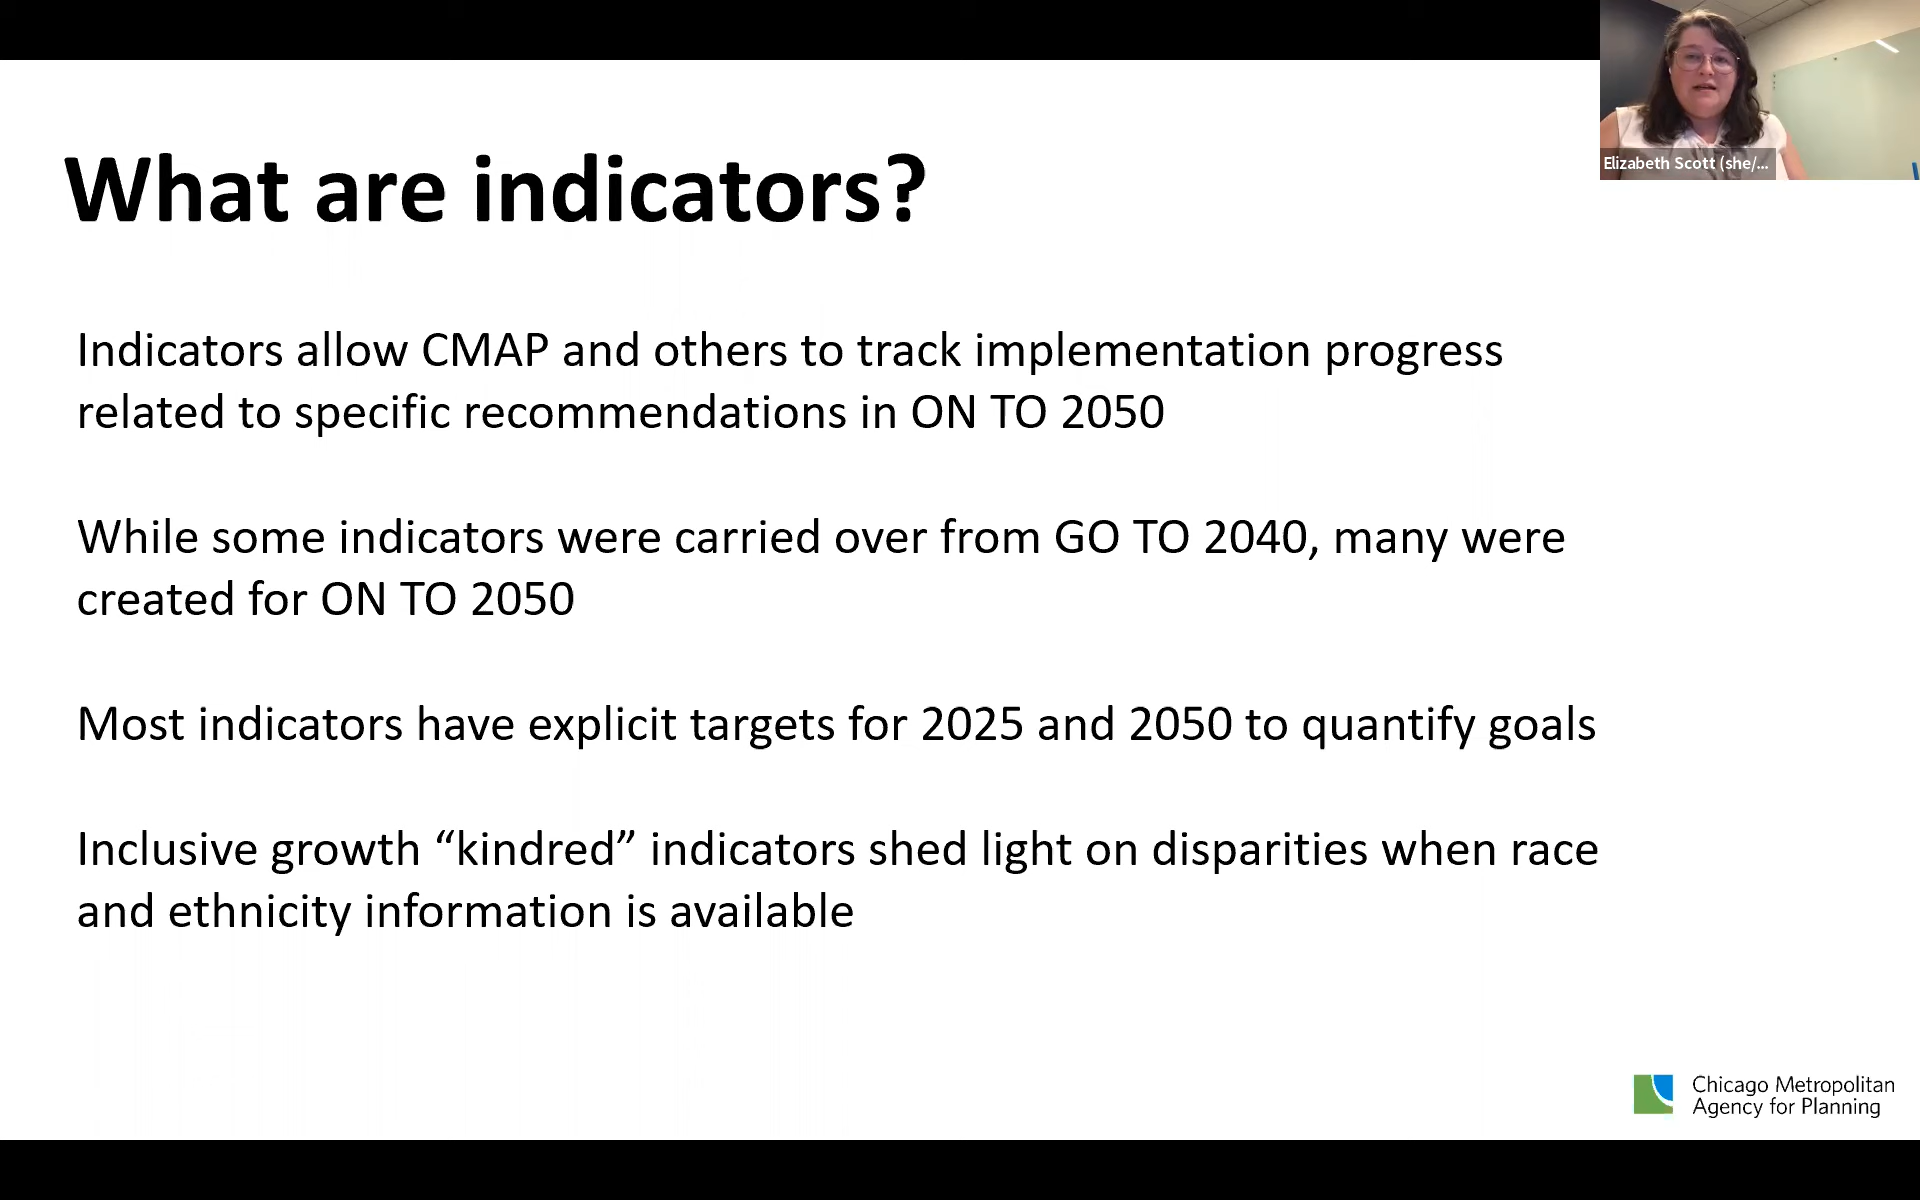 Elizabeth Scott (she/...
What are indicators?
Indicators allow CMAP and others to track implementation progress
related to specific recommendations in ON TO 2050
While some indicators were carried over from GO TO 2040, many were
created for ON TO 2050
Most indicators have explicit targets for 2025 and 2050 to quantify goals
Inclusive growth “kindred” indicators shed light on disparities when race
and ethnicity information is available
Chicago Metropolitan
Agency for Planning